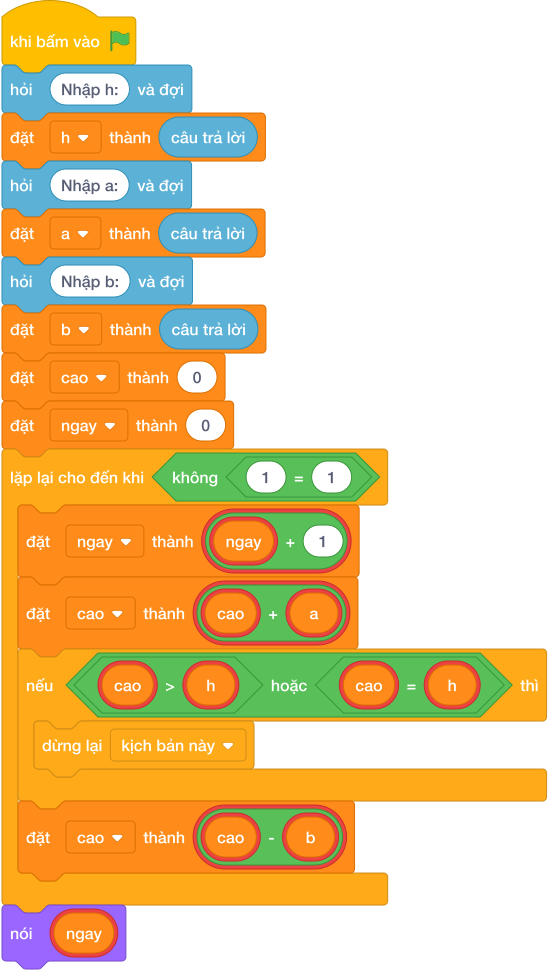 khi bấm vào
hỏi Nhập h: và đợi
đặt h thành câu trả lời
hỏi Nhập a: và đợi
đặt a thành câu trả lời
hỏi Nhập b: và đợi
đặt b thành câu trả lời
đặt cao thành 0
đặt ngay thành 0
lặp lại cho đến khi không 1 = 1
đặt ngay thành ngay + 1
đặt cao thành cao + a
nếu cao > h hoặc cao = h thì
dừng lại kịch bản này
đặt cao thành cao - b
nói ngay